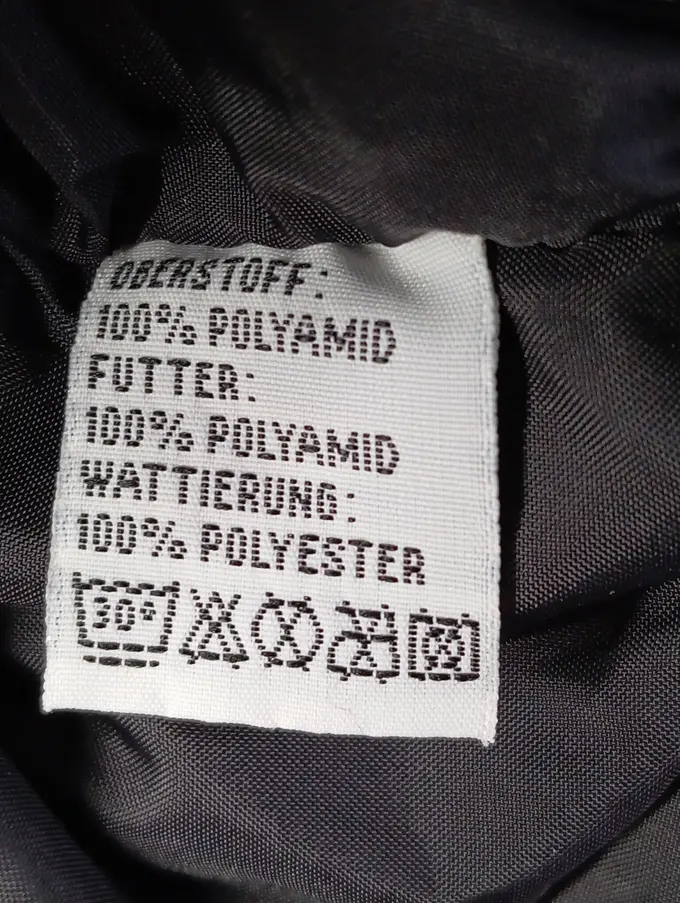 OBERSTOFF:
100% POLYAMID
FUTTER:
100% POLYAMID
WATTIERUNG:
100% POLYESTER
30°